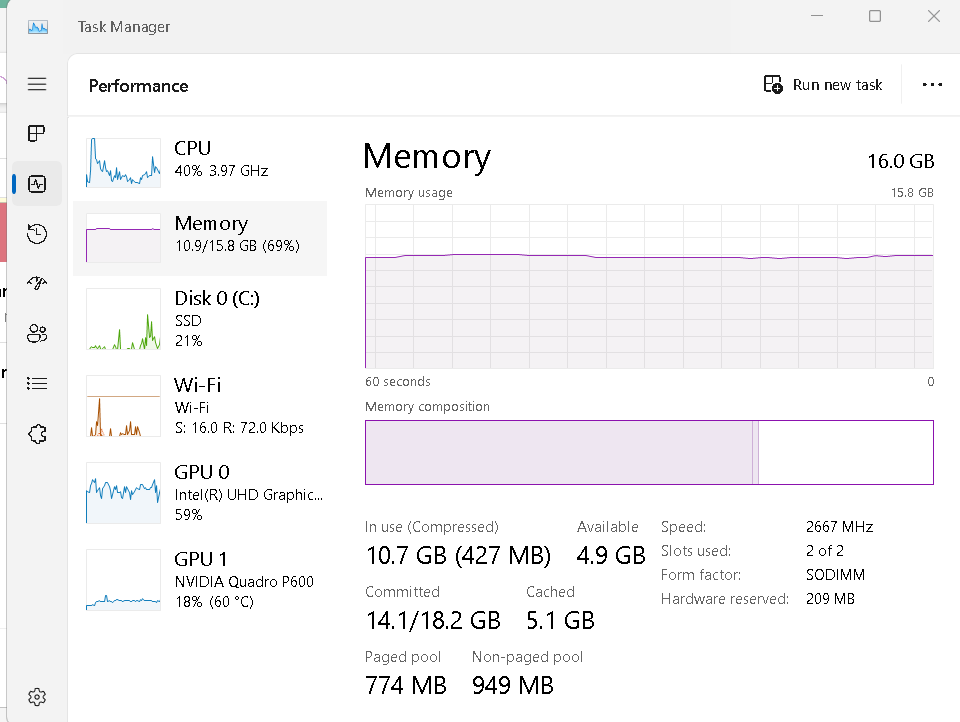 Task Manager
Performance
Run new task
CPU
40% 3.97 GHz
Memory
10.9/15.8 GB (69%)
Disk 0 (C:)
SSD
21%
Wi-Fi
Wi-Fi
S: 16.0 R: 72.0 Kbps
GPU 0
Intel(R) UHD Graphic...
59%
GPU 1
NVIDIA Quadro P600
18% (60 °C)
Memory
16.0 GB
Memory usage
15.8 GB
60 seconds
0
Memory composition
In use (Compressed)
10.7 GB (427 MB)
Available
4.9 GB
Committed
14.1/18.2 GB
Cached
5.1 GB
Paged pool
774 MB
Non-paged pool
949 MB
Speed: 2667 MHz
Slots used: 2 of 2
Form factor: SODIMM
Hardware reserved: 209 MB